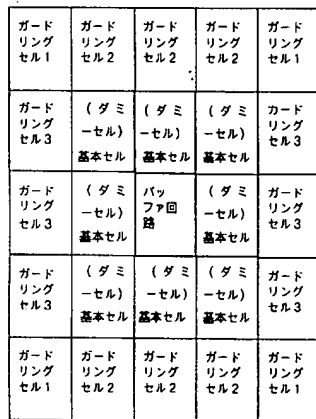 ガード ガード ガード ガード ガード
リング リング リング リング リング
セル1 セル2 セル2 セル2 セル1
ガード (ダミ (ダミ (ダミ カード
リング ーセル) ーセル) ーセル) リング
セル3 基本セル 基本セル 基本セル セル3
ガード (ダミ バッ (ダミ ガード
リング ーセル) ファ回 ーセル) リング
セル3 基本セル 路 基本セル セル3
ガード (ダミ (ダミ (ダミ ガード
リング ーセル) ーセル) ーセル) リング
セル3 基本セル 基本セル 基本セル セル3
ガード ガード ガード ガード ガード
リング リング リング リング リング
セル1 セル2 セル2 セル2 セル1